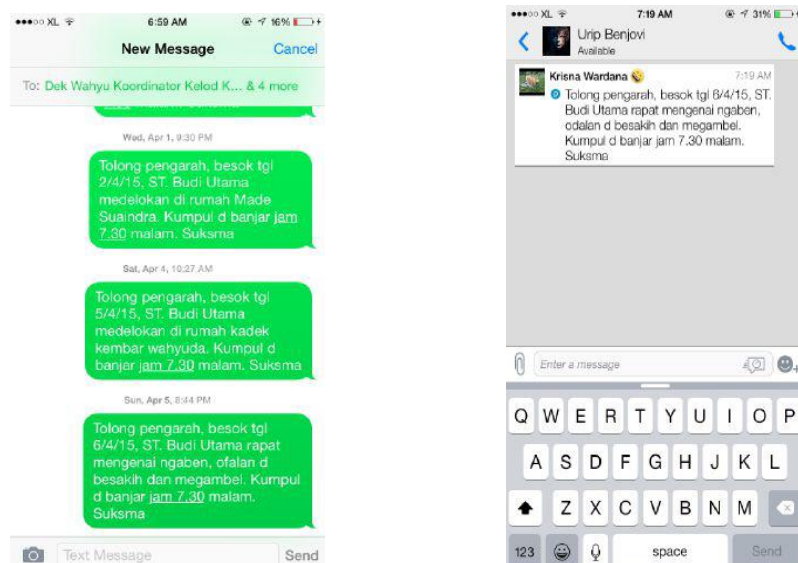 XL 6:59 AM 16%
New Message Cancel
To: Dek Wahyu Koordinator Kelod K... & 4 more
Wed, Apr 1, 9:30 PM
Tolong pengarah, besok tgl
2/4/15, ST. Budi Utama
medelokan di rumah Made
Suaindra. Kumpul d banjar jam
7.30 malam. Suksma
Sat, Apr 4, 10:27 AM
Tolong pengarah, besok tgl
5/4/15, ST. Budi Utama
medelokan di rumah kadek
kembar wahyuda. Kumpul d
banjar jam 7.30 malam. Suksma
Sun, Apr 5, 8:44 PM
Tolong pengarah, besok tgl
6/4/15, ST. Budi Utama rapat
mengenai ngaben, ofalan d
besakih dan megambel. Kumpul
d banjar jam 7.30 malam.
Suksma
Text Message Send
XL 7:19 AM 31%
Urip Benjovi
Available
Krisna Wardana 7:19 AM
Tolong pengarah, besok tgl 6/4/15, ST.
Budi Utama rapat mengenai ngaben,
odalan d besakih dan megambel.
Kumpul d banjar jam 7.30 malam.
Suksma
Enter a message
Q W E R T Y U I O P
A S D F G H J K L
Z X C V B N M
123 space Send